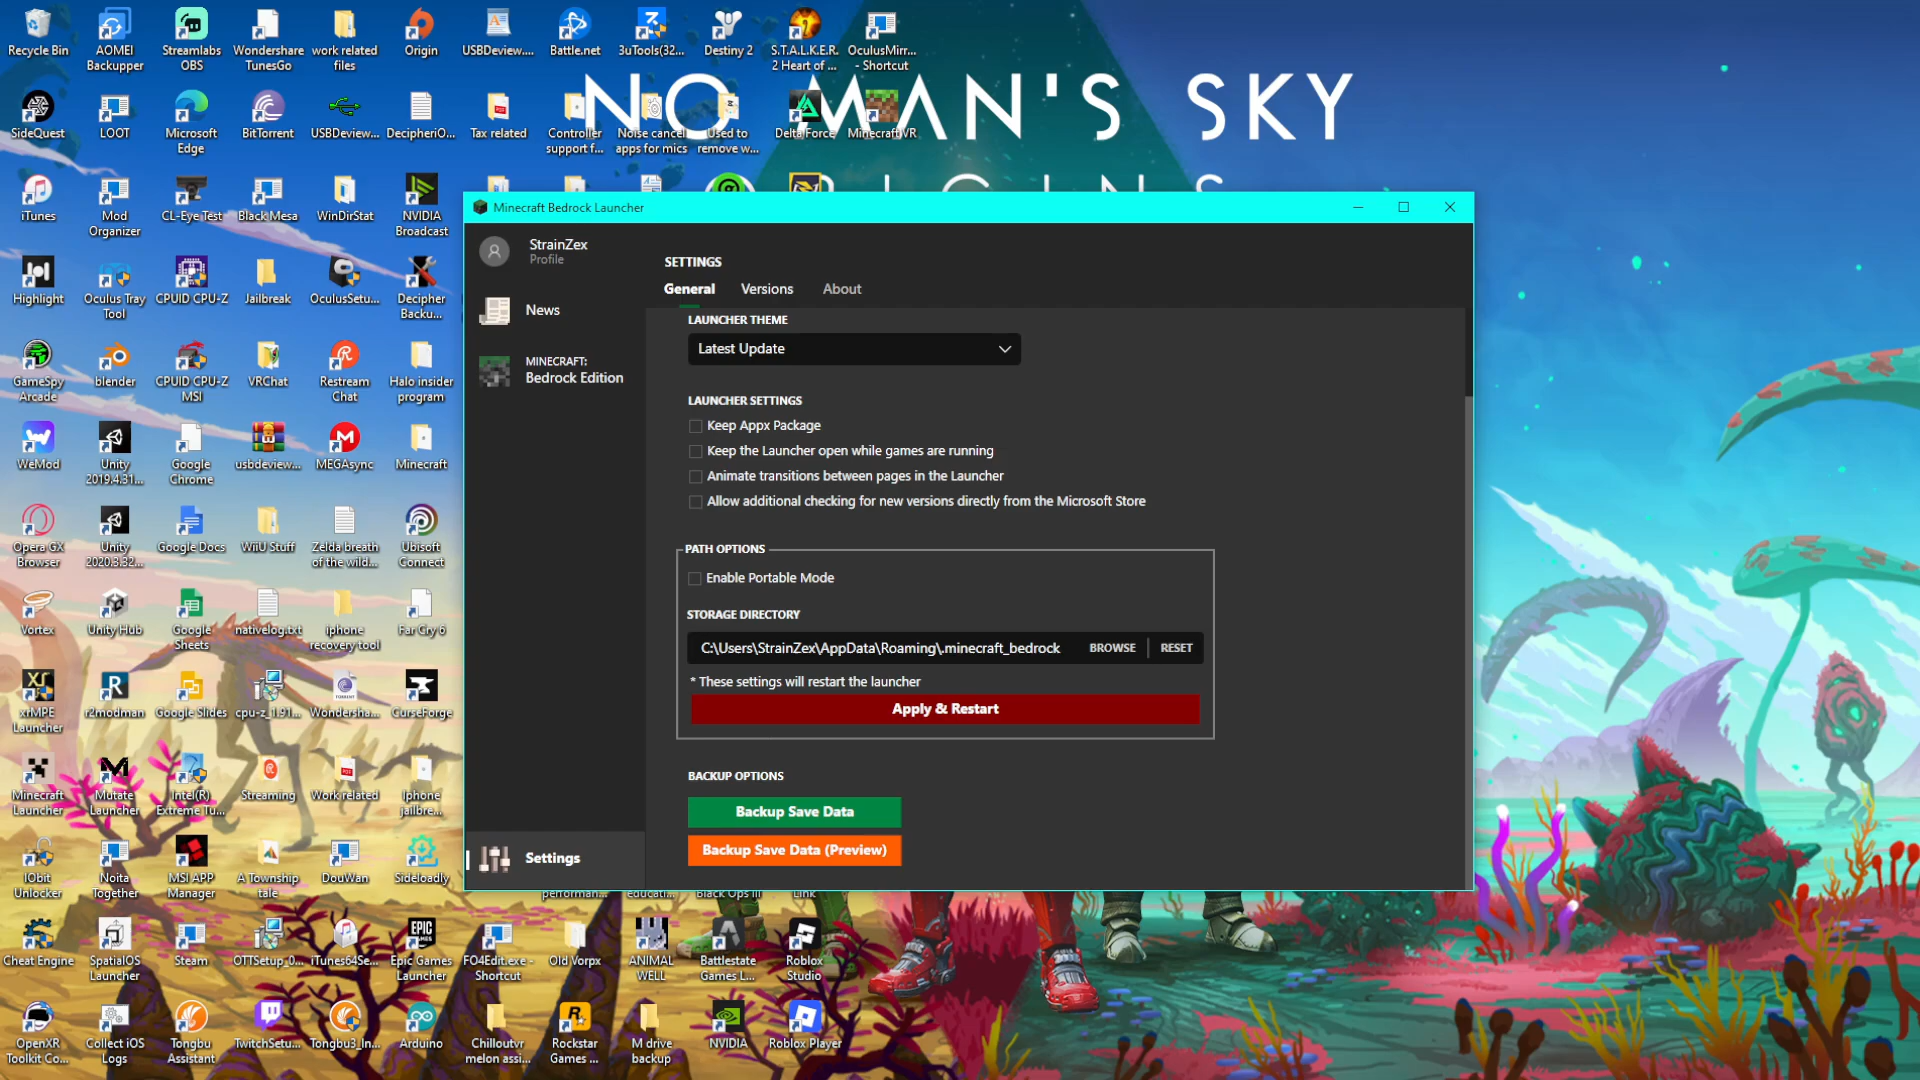 Recycle Bin
AOMEI
Backupper
Streamlabs
OBS
Wondershare
TunesGo
work related
files
Origin
USBDeview....
Battle.net
3uTools(32...
Destiny 2
S.T.A.L.K.E.R.
2 Heart of ...
OculusMirr...
- Shortcut
NO MAN'S SKY
SideQuest
LOOT
Microsoft
Edge
BitTorrent
USBDeview...
DecipheriO...
Tax related
Controller
support f...
Noise cancel
apps for mics
Used to
remove w...
Delta Force
MinecraftVR
ORIGINS
iTunes
Mod
Organizer
CL-Eye Test
Black Mesa
WinDirStat
NVIDIA
Broadcast
Highlight
Oculus Tray
Tool
CPUID CPU-Z
Jailbreak
OculusSetu...
Decipher
Backu...
GameSpy
Arcade
blender
CPUID CPU-Z
MSI
VRChat
Restream
Chat
Halo insider
program
WeMod
Unity
2019.4.31...
Google
Chrome
usbdeview...
MEGAsync
Minecraft
Opera GX
Browser
Unity
2020.3.32...
Google Docs
WiiU Stuff
Zelda breath
of the wild...
Ubisoft
Connect
Vortex
Unity Hub
Google
Sheets
nativelog.txt
iphone
recovery tool
Far Cry 6
xrMPE
Launcher
r2modman
Google Slides
cpu-z_1.91...
Wondersha...
CurseForge
Minecraft
Launcher
Mutate
Launcher
Intel(R)
Extreme Tu...
Streaming
Work related
Iphone
jailbre...
IObit
Unlocker
Noita
Together
MSI APP
Manager
A Township
tale
DouWan
Sideloadly
performan...
educati...
Black Ops III
Link
Cheat Engine
SpatialOS
Launcher
Steam
OTTSetup_0...
iTunes64Se...
Epic Games
Launcher
FO4Edit.exe -
Shortcut
Old Vorpx
ANIMAL
WELL
Battlestate
Games L...
Roblox
Studio
OpenXR
Toolkit Co...
Collect iOS
Logs
Tongbu
Assistant
TwitchSetu...
Tongbu3_In...
Arduino
Chilloutvr
melon assi...
Rockstar
Games ...
M drive
backup
NVIDIA
Roblox Player
Minecraft Bedrock Launcher
StrainZex
Profile
News
MINECRAFT:
Bedrock Edition
Settings
SETTINGS
General
Versions
About
LAUNCHER THEME
Latest Update
LAUNCHER SETTINGS
Keep Appx Package
Keep the Launcher open while games are running
Animate transitions between pages in the Launcher
Allow additional checking for new versions directly from the Microsoft Store
PATH OPTIONS
Enable Portable Mode
STORAGE DIRECTORY
C:\Users\StrainZex\AppData\Roaming\.minecraft_bedrock
BROWSE
RESET
* These settings will restart the launcher
Apply & Restart
BACKUP OPTIONS
Backup Save Data
Backup Save Data (Preview)